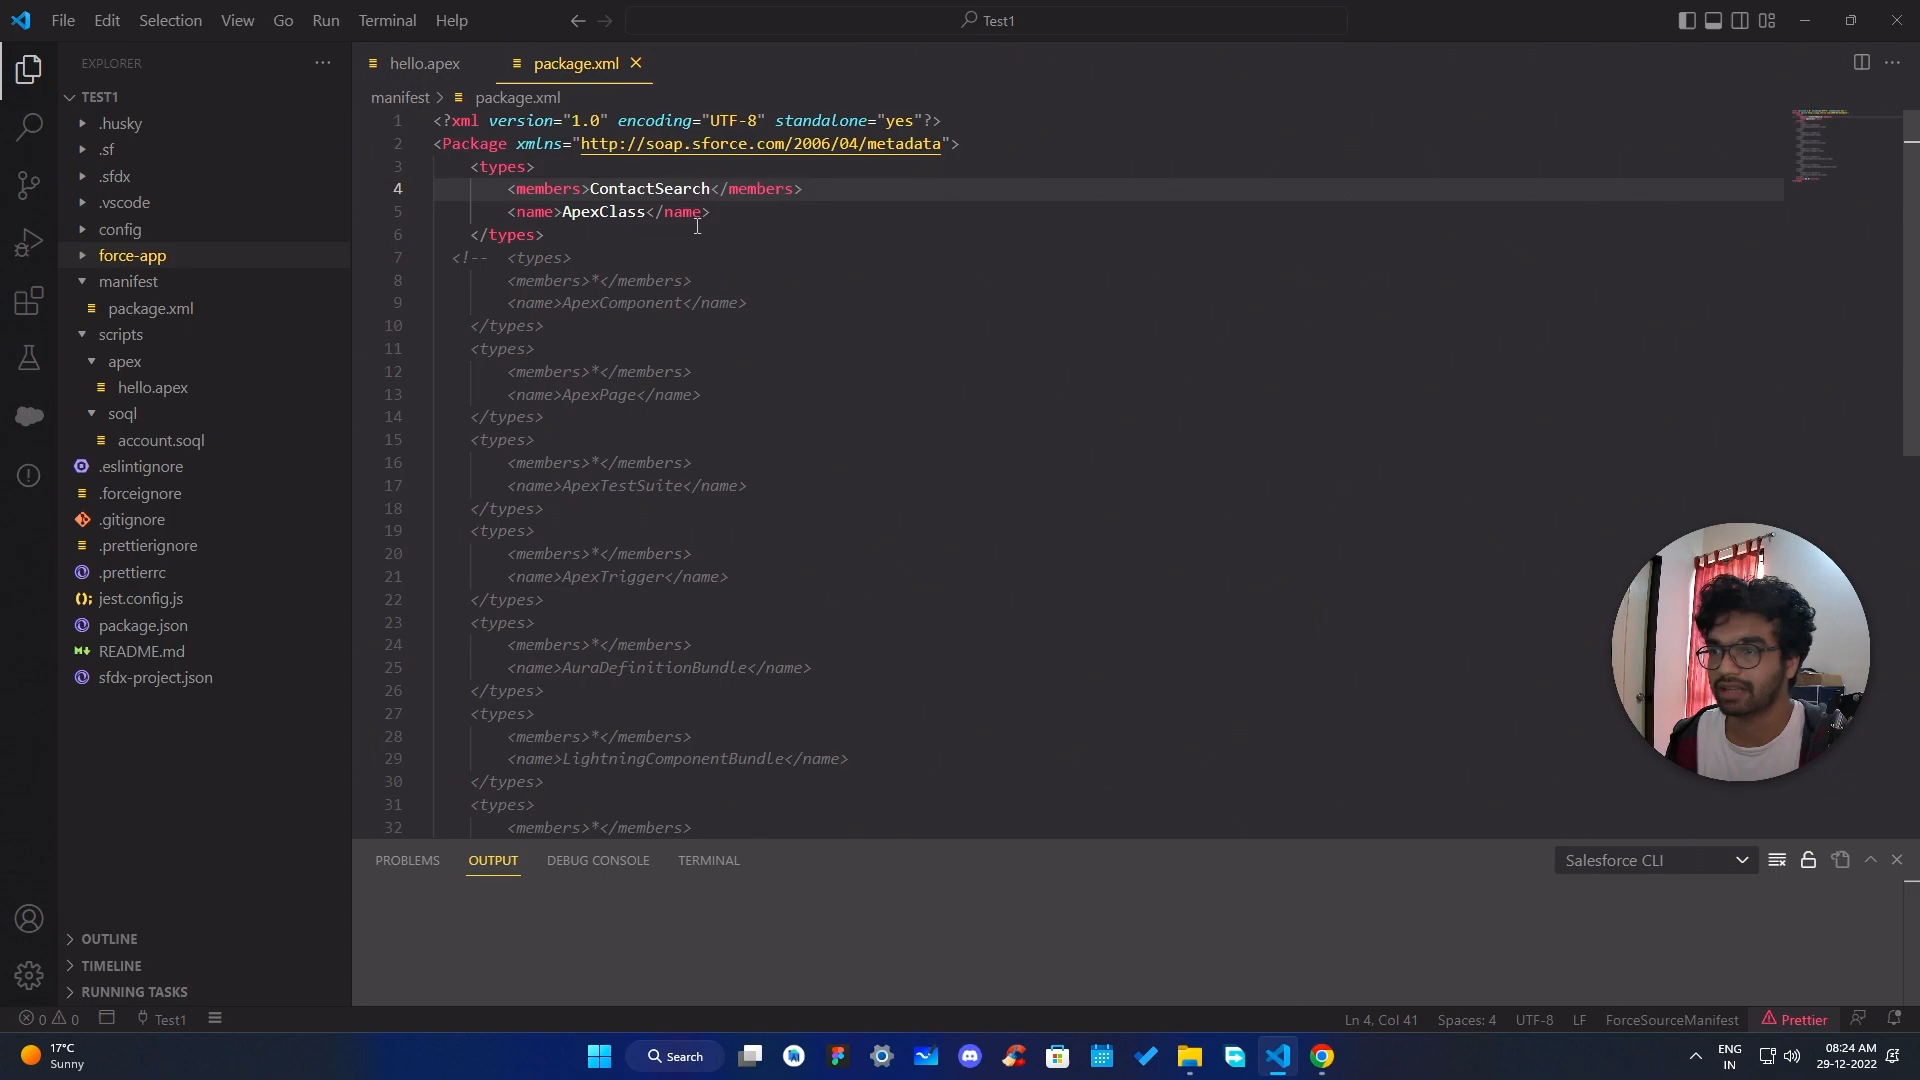 File Edit Selection View Go Run Terminal Help
Test1
EXPLORER
TEST1
.husky
.sf
.sfdx
.vscode
config
force-app
manifest
package.xml
scripts
apex
hello.apex
soql
account.soql
.eslintignore
.forceignore
.gitignore
.prettierignore
.prettierrc
jest.config.js
package.json
README.md
sfdx-project.json
OUTLINE
TIMELINE
RUNNING TASKS
hello.apex
package.xml
manifest > package.xml
1 <?xml version="1.0" encoding="UTF-8" standalone="yes"?>
2 <Package xmlns="http://soap.sforce.com/2006/04/metadata">
3 <types>
4 <members>ContactSearch</members>
5 <name>ApexClass</name>
6 </types>
7 <!-- <types>
8 <members>*</members>
9 <name>ApexComponent</name>
10 </types>
11 <types>
12 <members>*</members>
13 <name>ApexPage</name>
14 </types>
15 <types>
16 <members>*</members>
17 <name>ApexTestSuite</name>
18 </types>
19 <types>
20 <members>*</members>
21 <name>ApexTrigger</name>
22 </types>
23 <types>
24 <members>*</members>
25 <name>AuraDefinitionBundle</name>
26 </types>
27 <types>
28 <members>*</members>
29 <name>LightningComponentBundle</name>
30 </types>
31 <types>
32 <members>*</members>
PROBLEMS OUTPUT DEBUG CONSOLE TERMINAL
Salesforce CLI
0 0 Test1
Ln 4, Col 41 Spaces: 4 UTF-8 LF ForceSourceManifest Prettier
17°C
Sunny
Search
ENG
IN
08:24 AM
29-12-2022